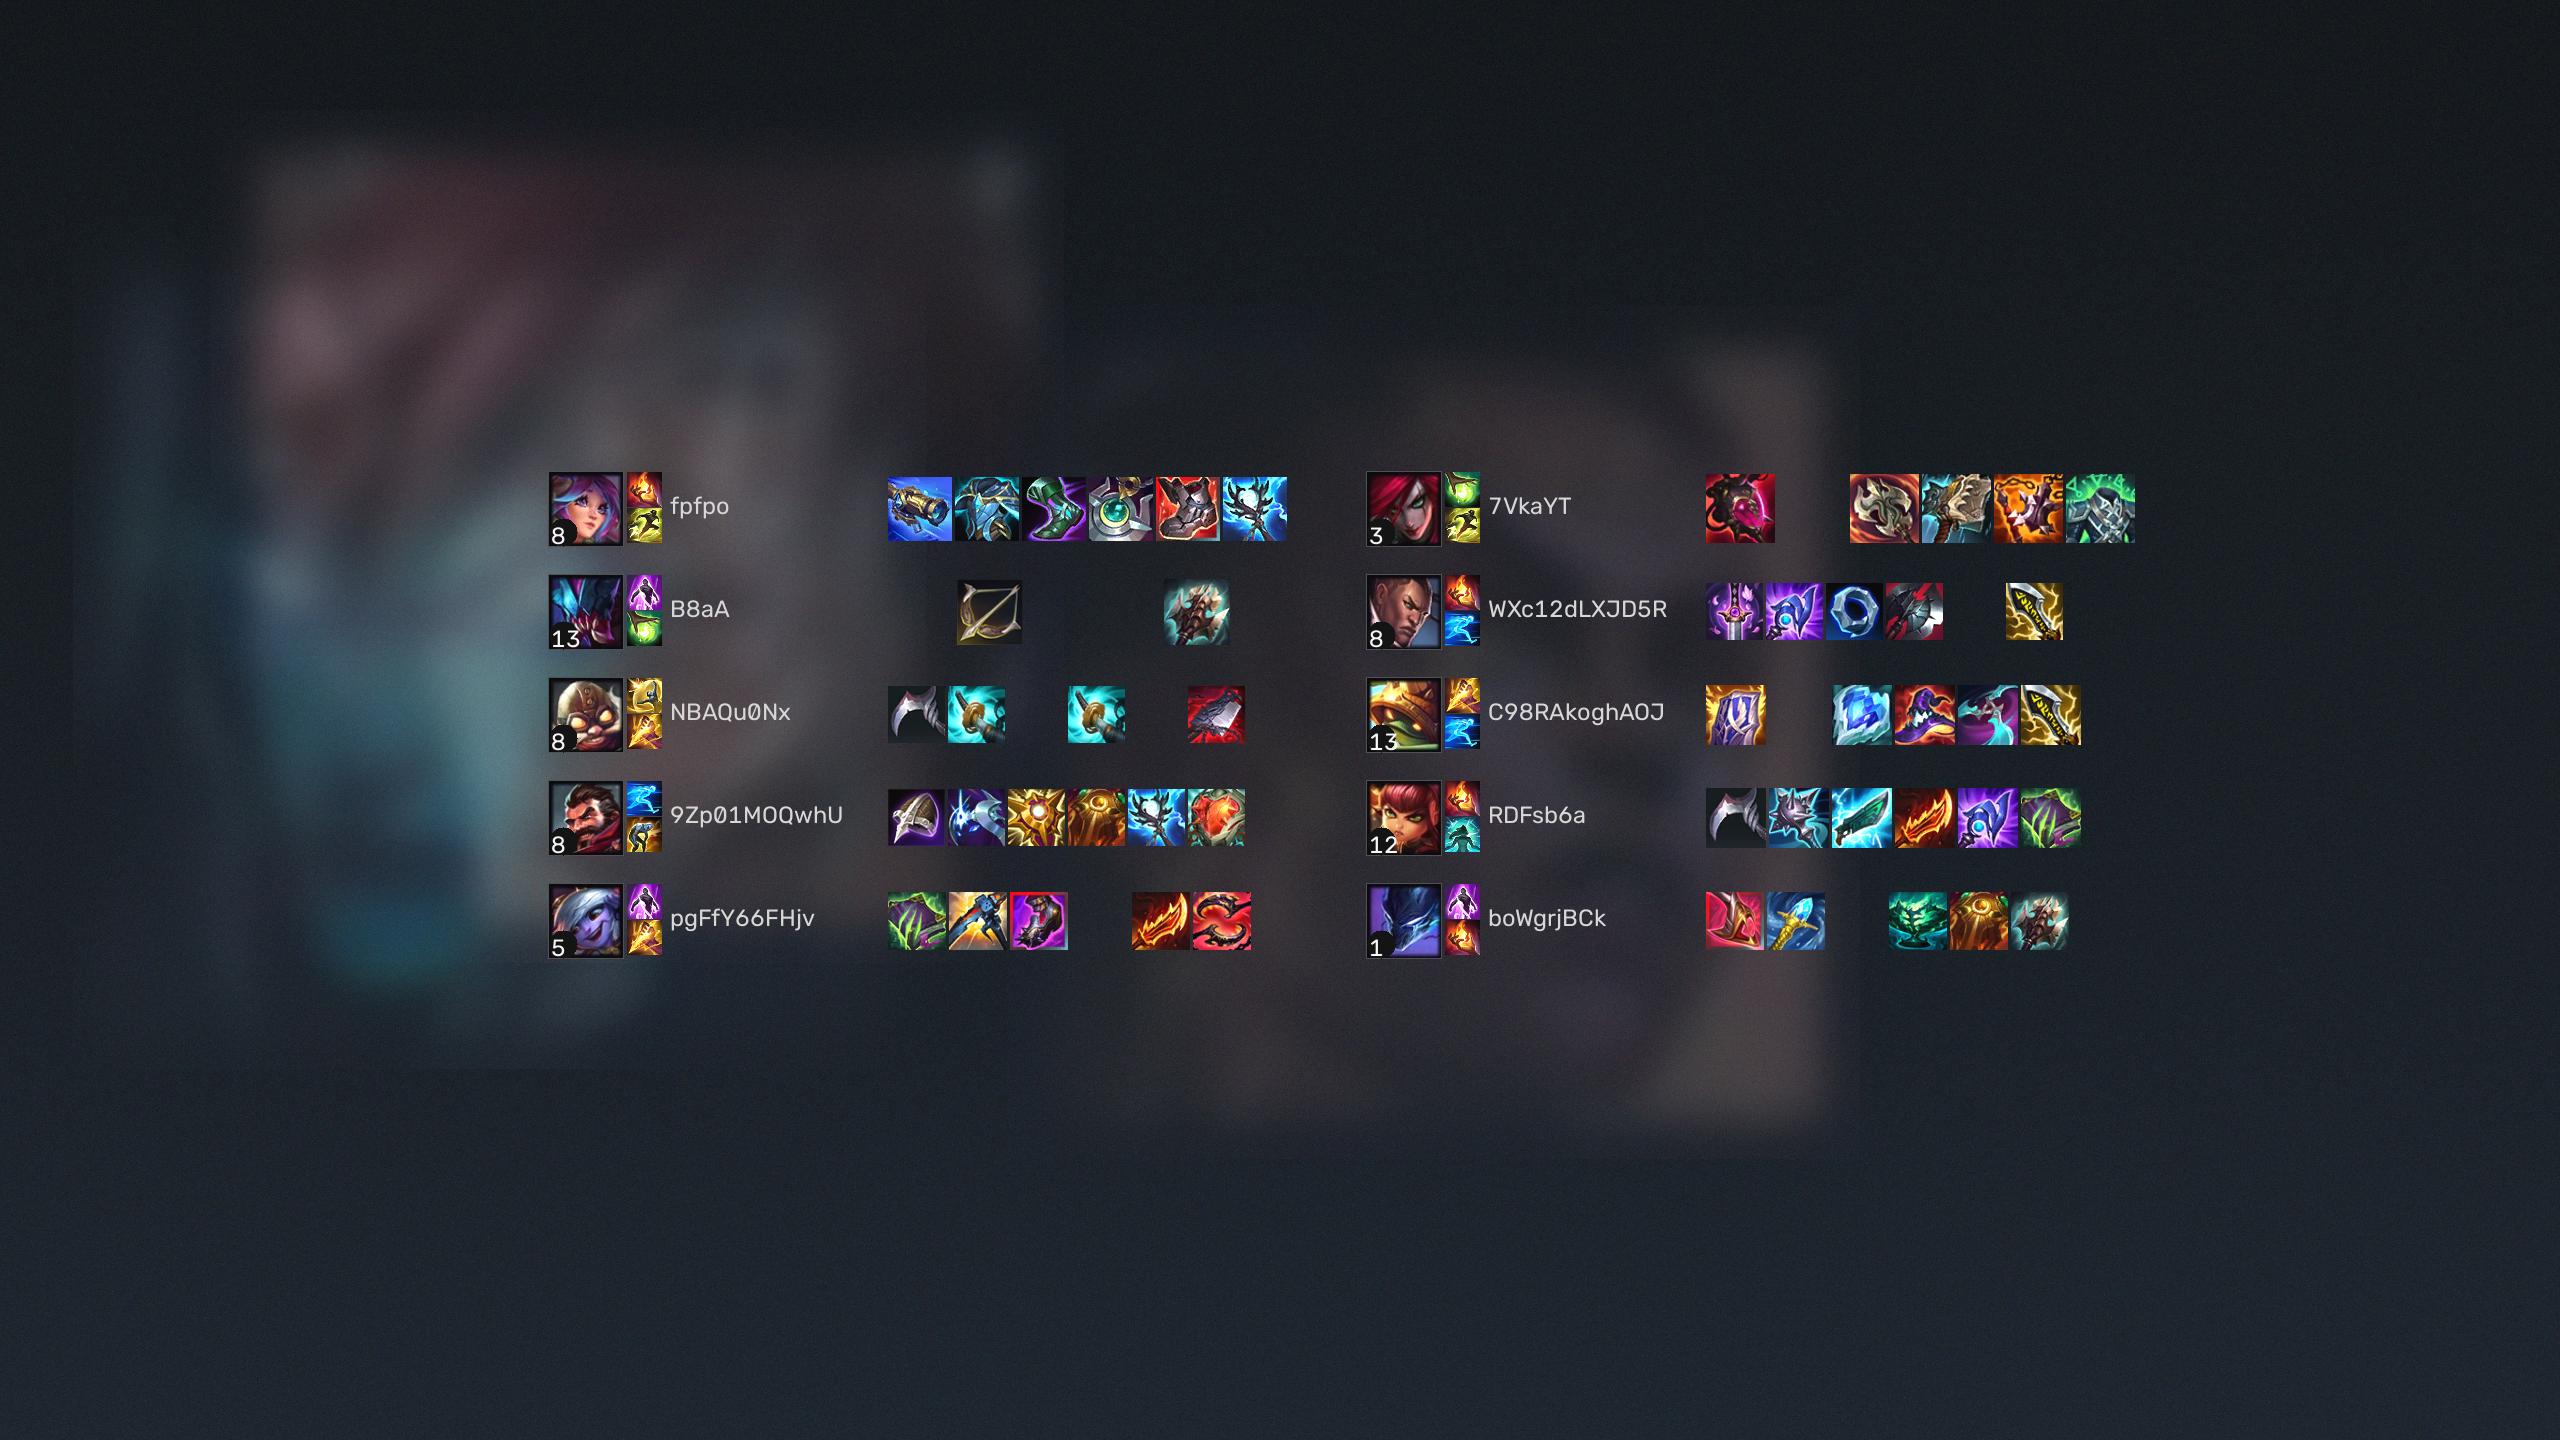 8 fpfpo
13 B8aA
8 NBAQu0Nx
8 9Zp01MOQwhU
5 pgFfY66FHjv
3 7VkaYT
8 WXc12dLXJD5R
13 C98RAkoghAOJ
12 RDFsb6a
1 boWgrjBCk